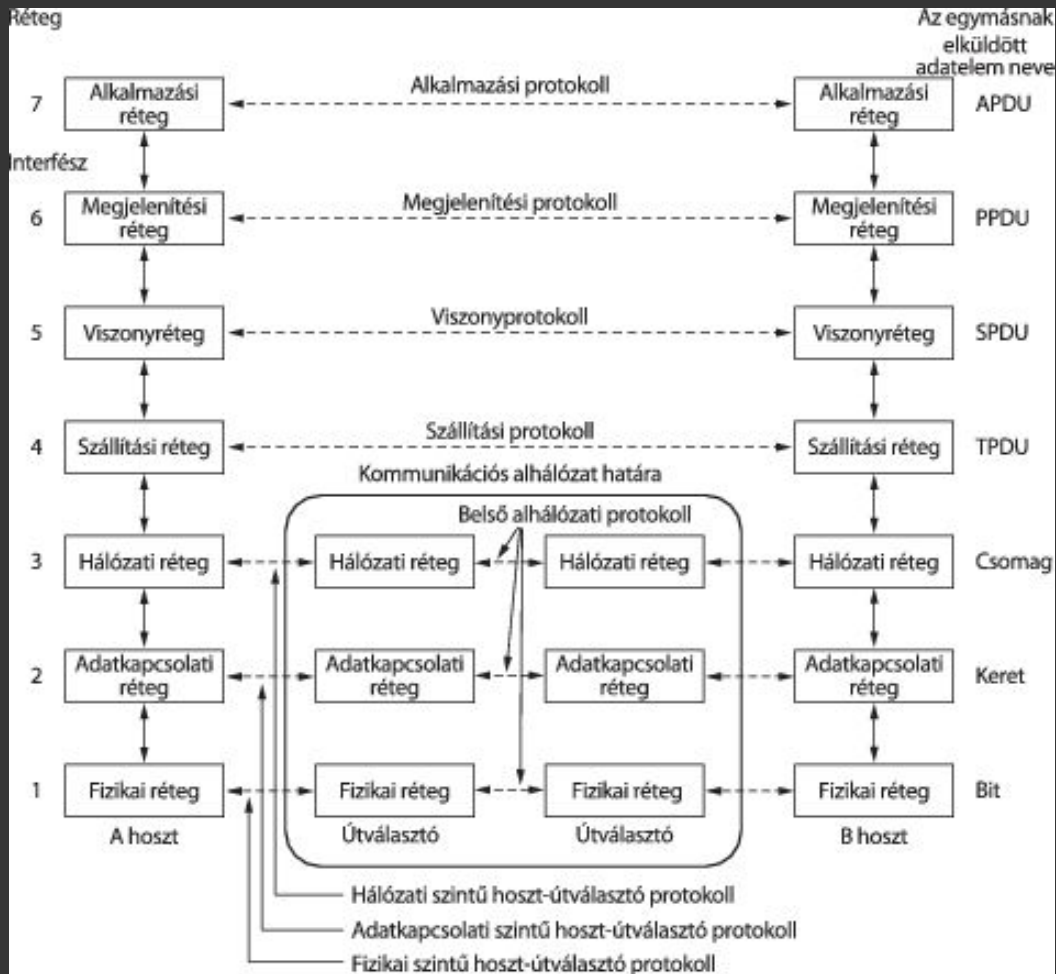 Réteg
Az egymásnak
elküldött
adatelem neve
7
Alkalmazási
réteg
Alkalmazási protokoll
Alkalmazási
réteg
APDU
Interfész
6
Megjelenítési
réteg
Megjelenítési protokoll
Megjelenítési
réteg
PPDU
5
Viszonyréteg
Viszonyprotokoll
Viszonyréteg
SPDU
4
Szállítási réteg
Szállítási protokoll
Szállítási réteg
TPDU
Kommunikációs alhálózat határa
Belső alhálózati protokoll
3
Hálózati réteg
Hálózati réteg
Hálózati réteg
Hálózati réteg
Csomag
2
Adatkapcsolati
réteg
Adatkapcsolati
réteg
Adatkapcsolati
réteg
Adatkapcsolati
réteg
Keret
1
Fizikai réteg
Fizikai réteg
Fizikai réteg
Fizikai réteg
Bit
A hoszt
Útválasztó
Útválasztó
B hoszt
Hálózati szintű hoszt-útválasztó protokoll
Adatkapcsolati szintű hoszt-útválasztó protokoll
Fizikai szintű hoszt-útválasztó protokoll